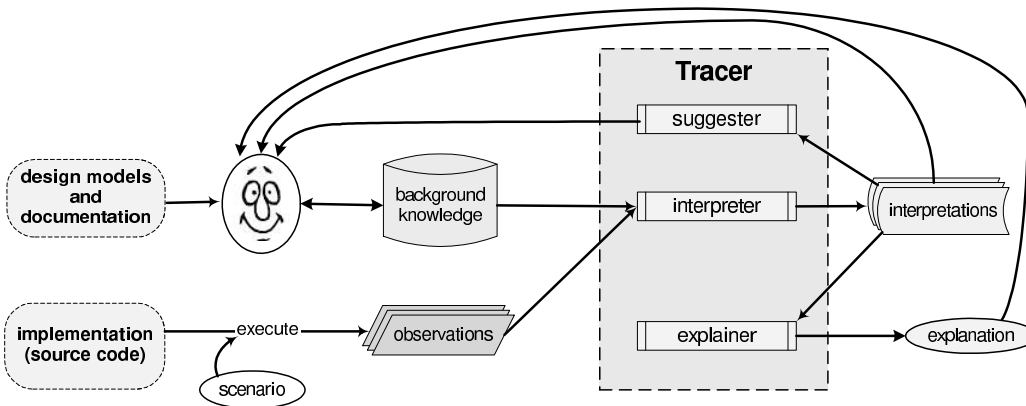 Tracer
suggester
design models
and
documentation
background
knowledge
interpreter
interpretations
implementation
(source code)
execute
observations
explainer
explanation
scenario